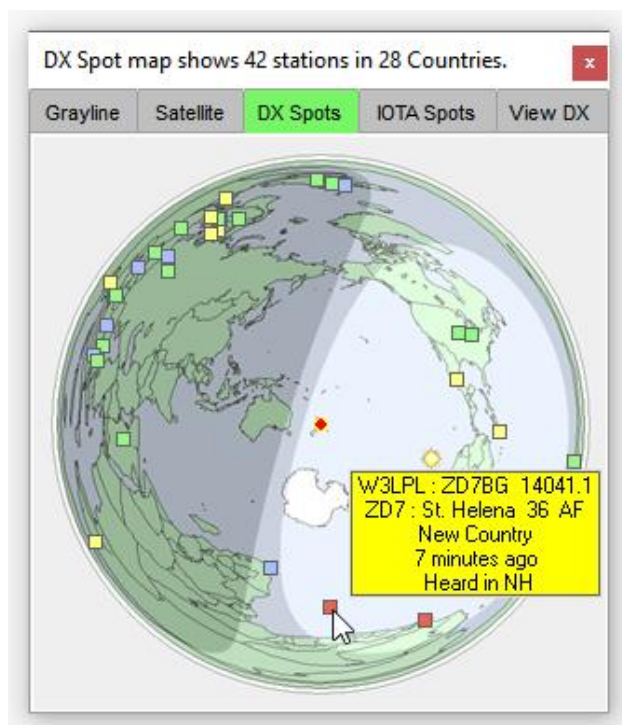 DX Spot map shows 42 stations in 28 Countries.
x
Grayline Satellite DX Spots IOTA Spots View DX
W3LPL : ZD7BG 14041.1
ZD7 : St. Helena 36 AF
New Country
7 minutes ago
Heard in NH